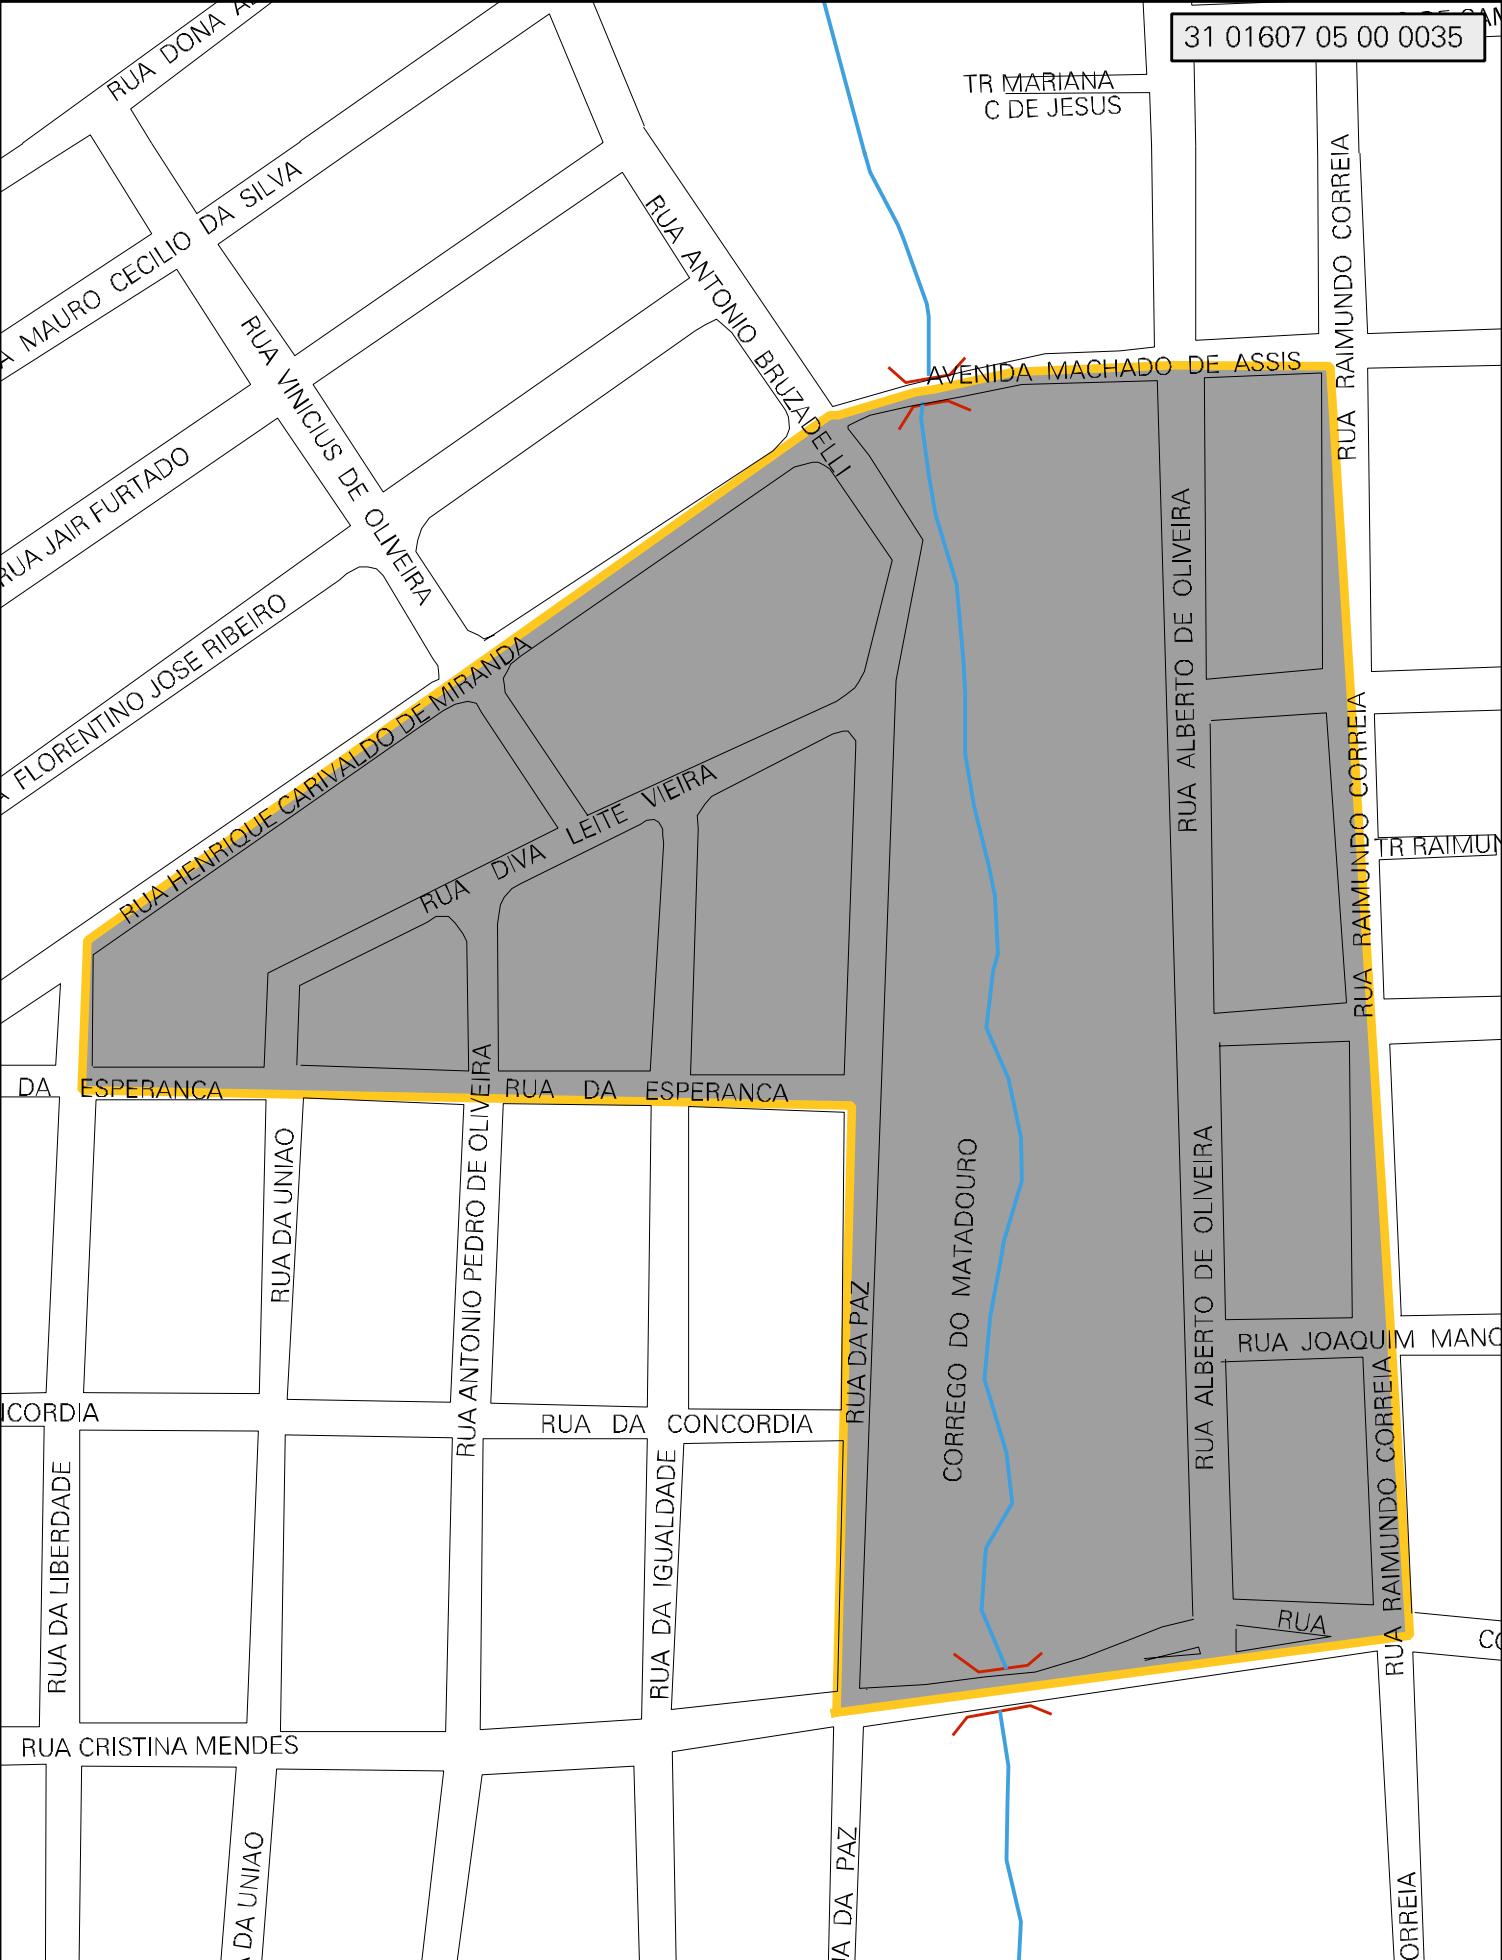 31 01607 05 00 0035
RUA DONA
TR MARIANA
C DE JESUS
RUA RAIMUNDO CORREIA
MAURO CECILIO DA SILVA
RUA ANTONIO BRUZADELLI
RUA VINICIUS DE OLIVEIRA
AVENIDA MACHADO DE ASSIS
RUA JAIR FURTADO
RUA ALBERTO DE OLIVEIRA
FLORENTINO JOSE RIBEIRO
RUA HENRIQUE CARIVALDO DE MIRANDA
RUA RAIMUNDO CORREIA
RUA DIVA LEITE VIEIRA
TR RAIMUN
DA ESPERANCA
RUA DA ESPERANCA
RUA DA UNIAO
RUA ANTONIO PEDRO DE OLIVEIRA
CORREGO DO MATADOURO
RUA ALBERTO DE OLIVEIRA
RUA DA PAZ
RUA JOAQUIM MANO
RUA RAIMUNDO CORREIA
NCORDIA
RUA DA CONCORDIA
RUA DA LIBERDADE
RUA DA IGUALDADE
RUA
CO
RUA CRISTINA MENDES
DA UNIAO
A DA PAZ
ORREIA